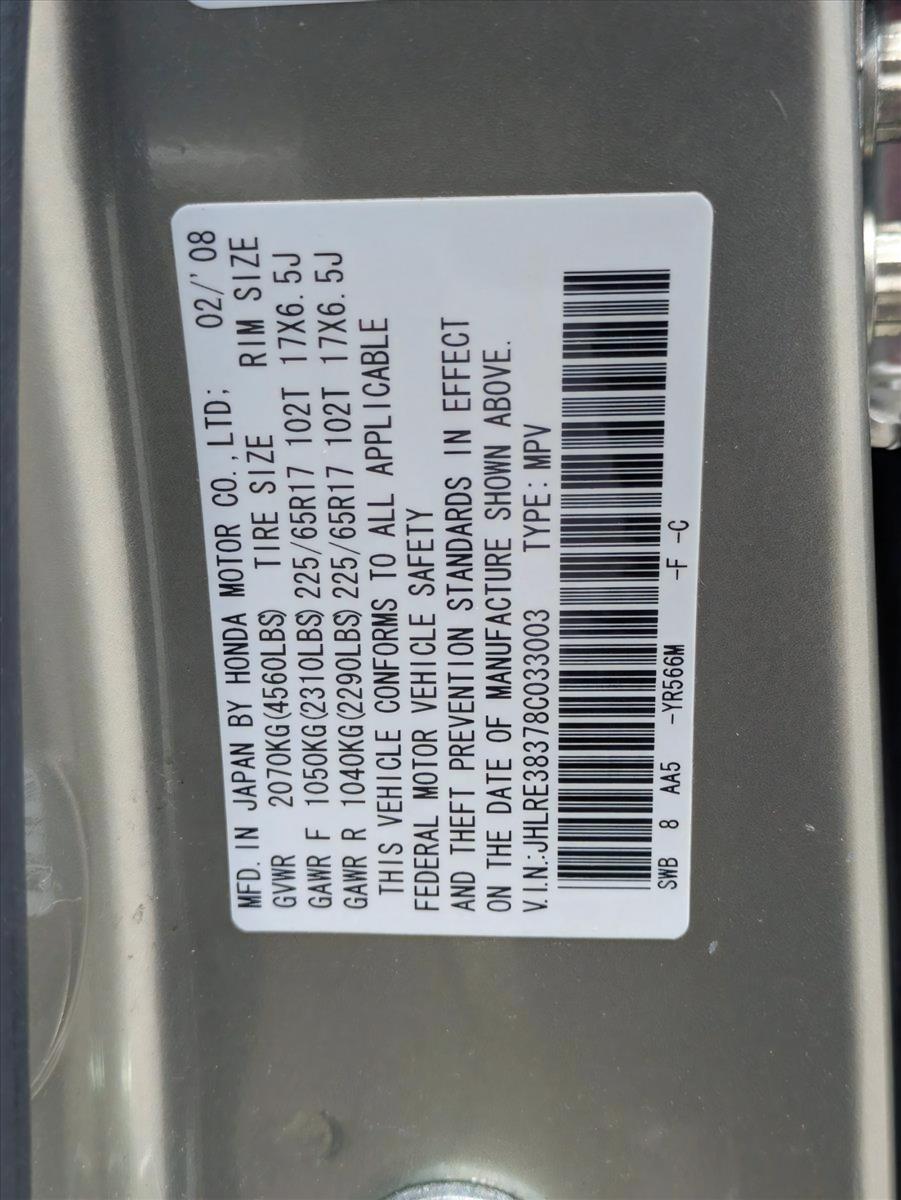 MFD. IN JAPAN BY HONDA MOTOR CO., LTD; 02/'08
GVWR 2070KG(4560LBS) TIRE SIZE RIM SIZE
GAWR F 1050KG(2310LBS) 225/65R17 102T 17X6.5J
GAWR R 1040KG(2290LBS) 225/65R17 102T 17X6.5J
THIS VEHICLE CONFORMS TO ALL APPLICABLE
FEDERAL MOTOR VEHICLE SAFETY
AND THEFT PREVENTION STANDARDS IN EFFECT
ON THE DATE OF MANUFACTURE SHOWN ABOVE.
V.I.N.:JHLRE38378C033003 TYPE:MPV
SWB 8 AA5 -YR566M -F -C